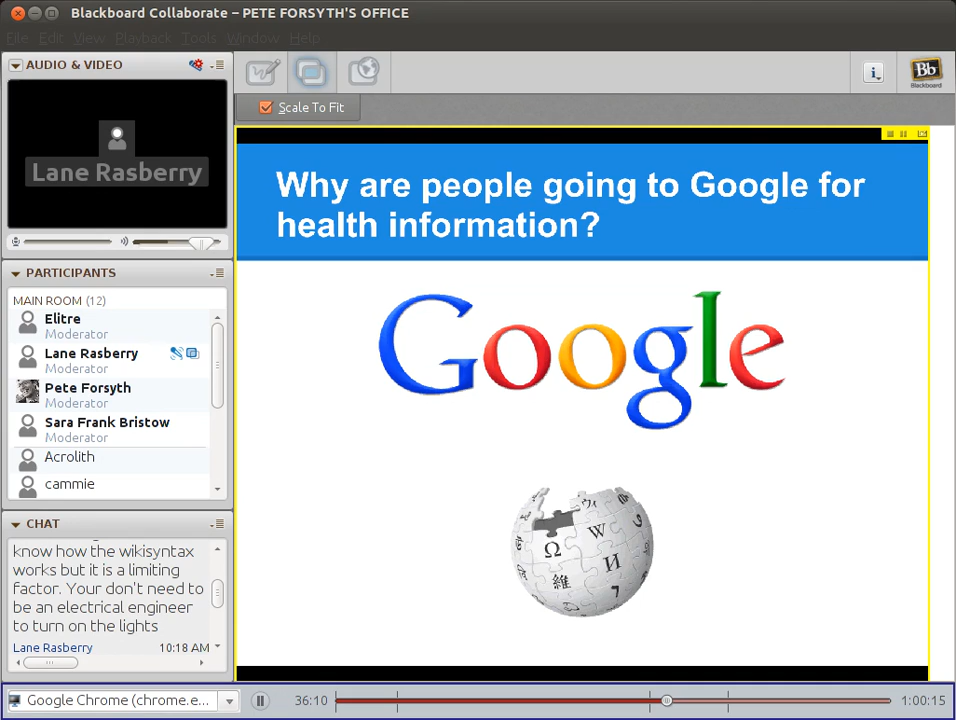 Blackboard Collaborate – PETE FORSYTH'S OFFICE
File Edit View Playback Tools Window Help
AUDIO & VIDEO
Lane Rasberry
PARTICIPANTS
MAIN ROOM (12)
Elitre
Moderator
Lane Rasberry
Moderator
Pete Forsyth
Moderator
Sara Frank Bristow
Moderator
Acrolith
cammie
CHAT
know how the wikisyntax
works but it is a limiting
factor. Your don't need to
be an electrical engineer
to turn on the lights
Lane Rasberry 10:18 AM
Scale To Fit
i
Bb
Blackboard
Why are people going to Google for
health information?
Google
Ω W И
維 7
Google Chrome (chrome.e...
36:10
1:00:15